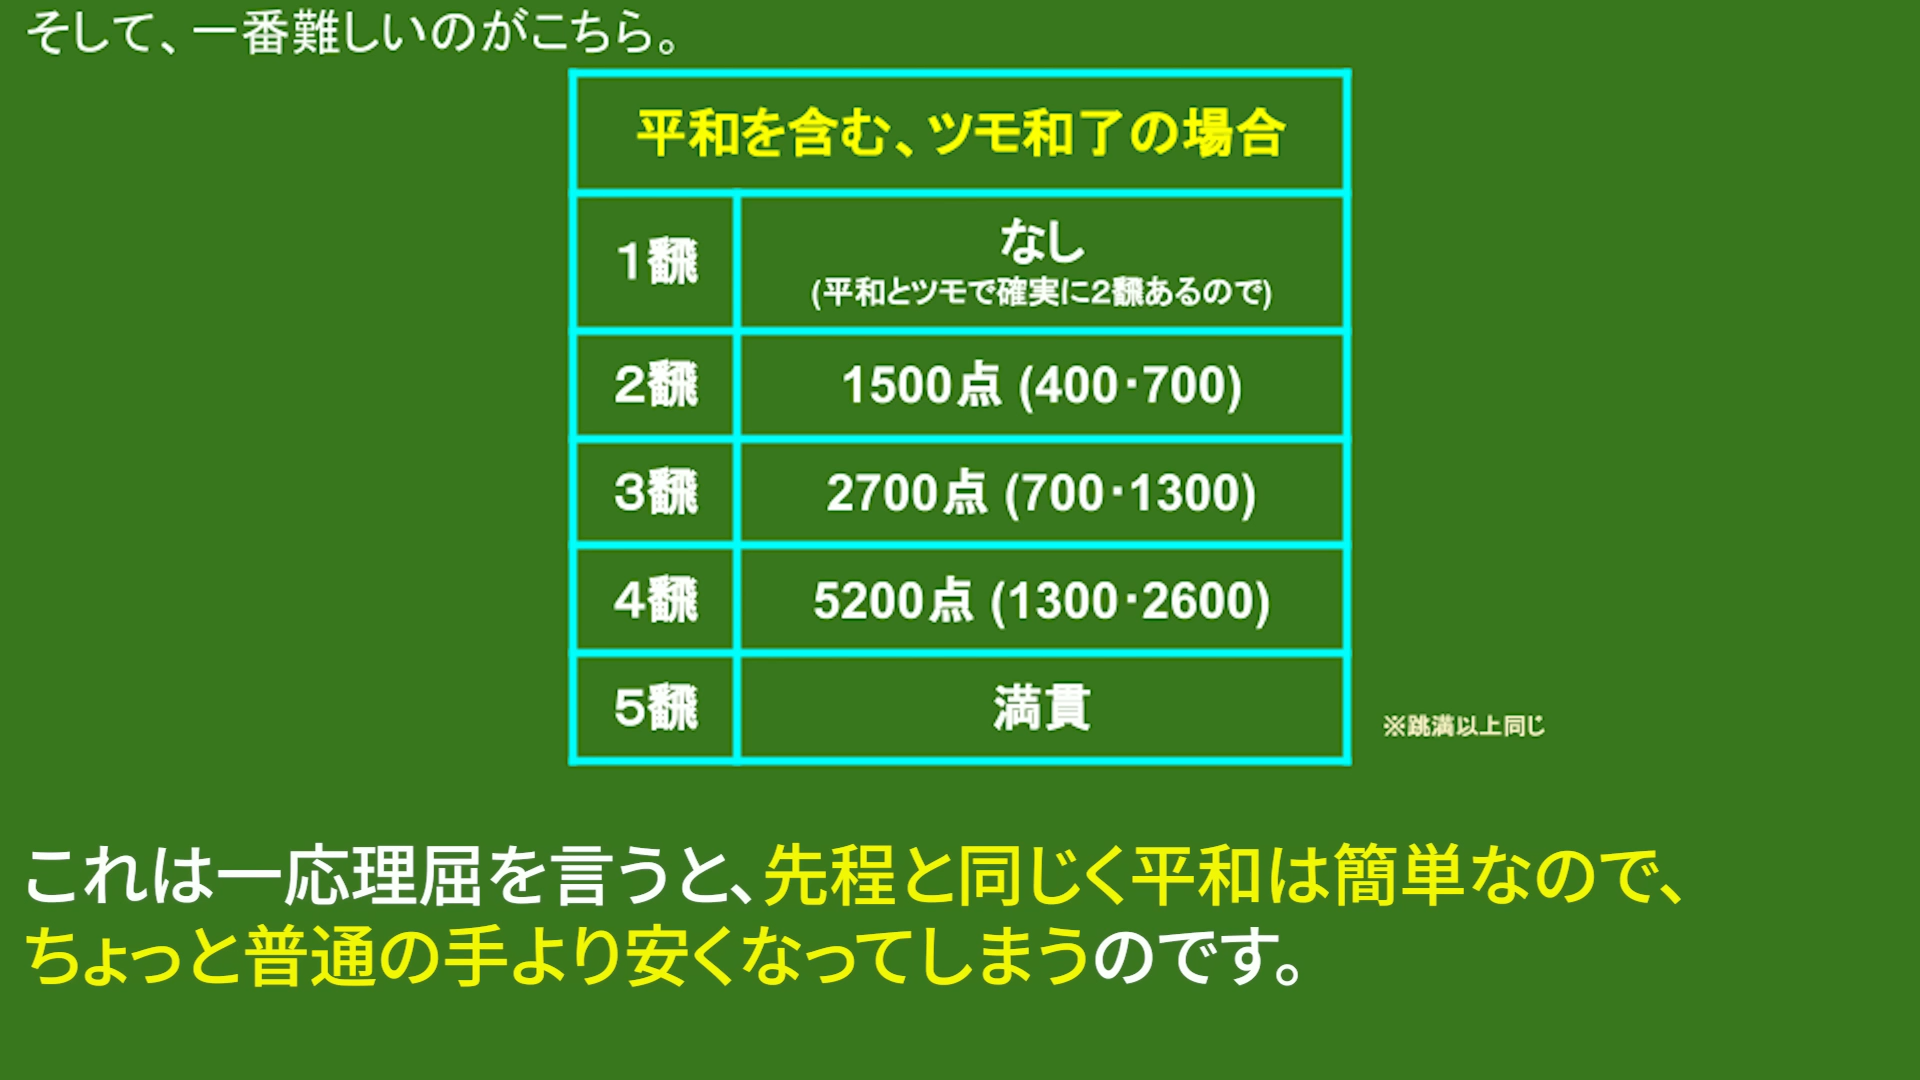 そして、一番難しいのがこちら。
平和を含む、ツモ和了の場合
1翻 なし
(平和とツモで確実に2翻あるので)
2翻 1500点 (400･700)
3翻 2700点 (700･1300)
4翻 5200点 (1300･2600)
5翻 満貫
※跳満以上同じ
これは一応理屈を言うと、先程と同じく平和は簡単なので、
ちょっと普通の手より安くなってしまうのです。